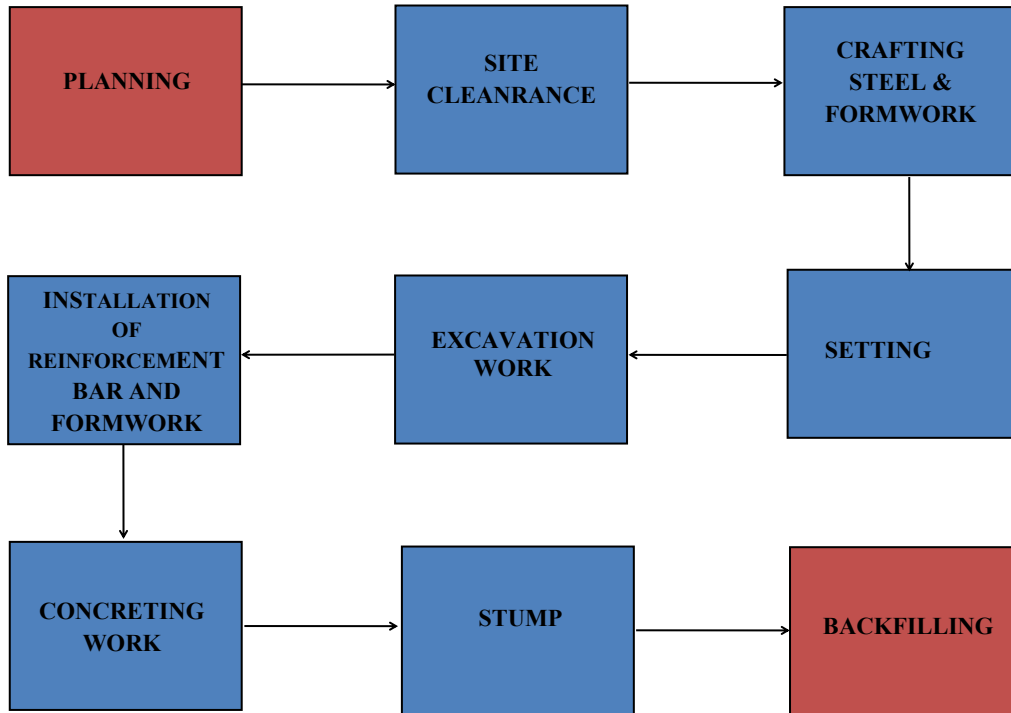 PLANNING
SITE
CLEANRANCE
CRAFTING
STEEL &
FORMWORK
SETTING
EXCAVATION
WORK
INSTALLATION
OF
REINFORCEMENT
BAR AND
FORMWORK
CONCRETING
WORK
STUMP
BACKFILLING